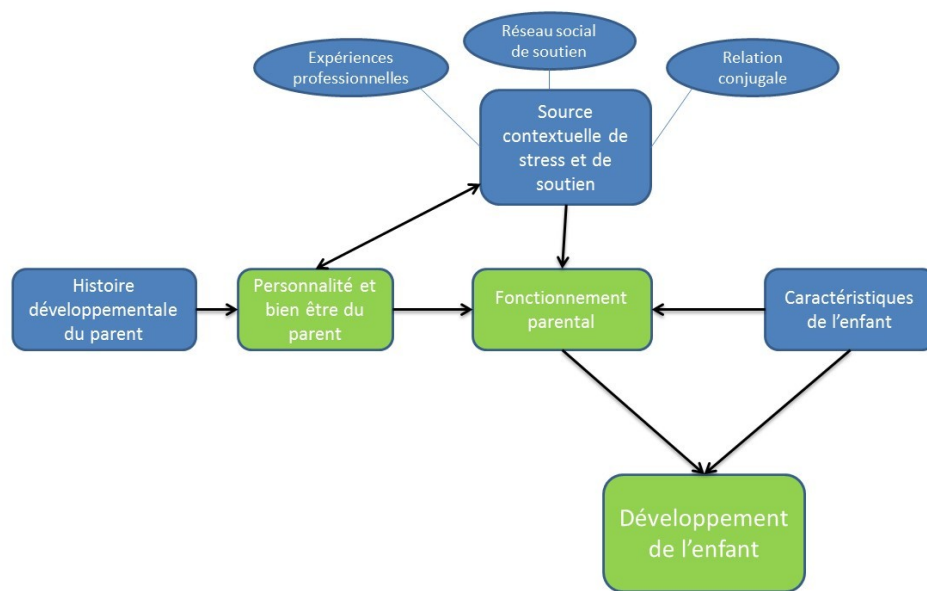 Réseau social
de soutien
Expériences
professionnelles
Relation
conjugale
Source
contextuelle de
stress et de
soutien
Histoire
développementale
du parent
Personnalité et
bien être du
parent
Fonctionnement
parental
Caractéristiques
de l'enfant
Développement
de l'enfant